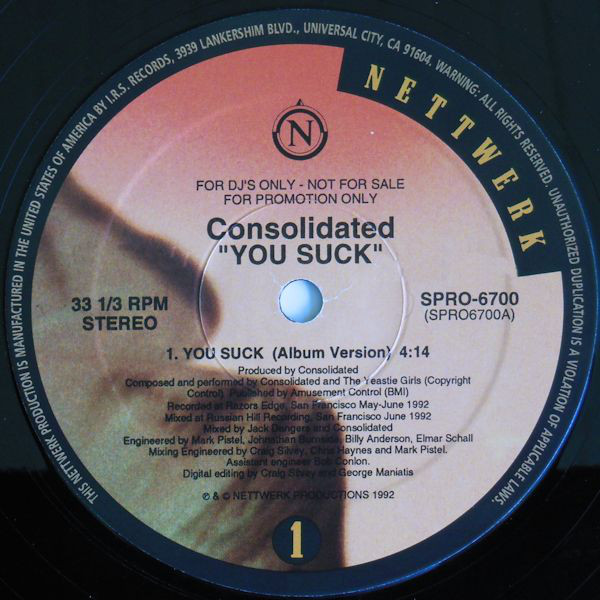 THIS NETTWERK PRODUCTION IS MANUFACTURED IN THE UNITED STATES OF AMERICA BY I.R.S. RECORDS, 3939 LANKERSHIM BLVD., UNIVERSAL CITY, CA 91604. WARNING: ALL RIGHTS RESERVED. UNAUTHORIZED DUPLICATION IS A VIOLATION OF APPLICABLE LAWS.
NETTWERK
N
FOR DJ'S ONLY - NOT FOR SALE
FOR PROMOTION ONLY
Consolidated
"YOU SUCK"
33 1/3 RPM
STEREO
SPRO-6700
(SPRO6700A)
1. YOU SUCK (Album Version) 4:14
Produced by Consolidated
Composed and performed by Consolidated and The Yeastie Girls (Copyright
Control). Published by Amusement Control (BMI)
Recorded at Razors Edge, San Francisco May-June 1992
Mixed at Russian Hill Recording, San Francisco June 1992
Mixed by Jack Dangers and Consolidated
Engineered by Mark Pistel, Johnathan Burnside, Billy Anderson, Elmar Schall
Mixing Engineered by Craig Silvey, Chris Haynes and Mark Pistel.
Assistant engineer Bob Conlon.
Digital editing by Craig Silvey and George Maniatis
℗ & © NETTWERK PRODUCTIONS 1992
1